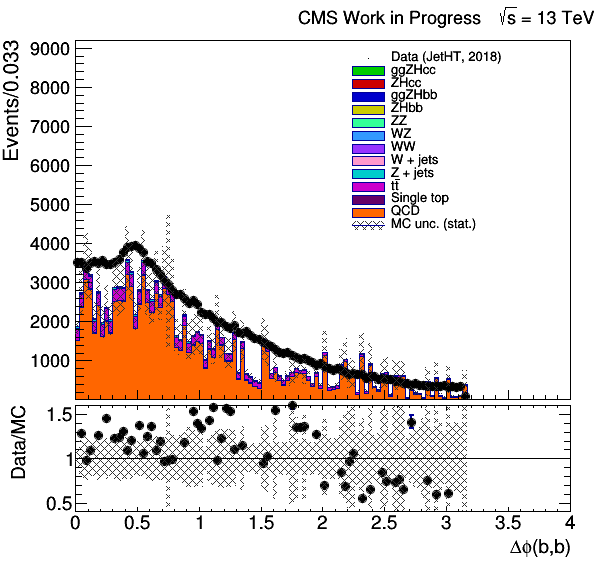 CMS Work in Progress √s = 13 TeV
Events/0.033
9000
8000
7000
6000
5000
4000
3000
2000
1000
Data (JetHT, 2018)
ggZHcc
ZHcc
ggZHbb
ZHbb
ZZ
WZ
WW
W + jets
Z + jets
tt̄
Single top
QCD
MC unc. (stat.)
Data/MC
1.5
1
0.5
0 0.5 1 1.5 2 2.5 3 3.5 4
Δϕ(b,b)